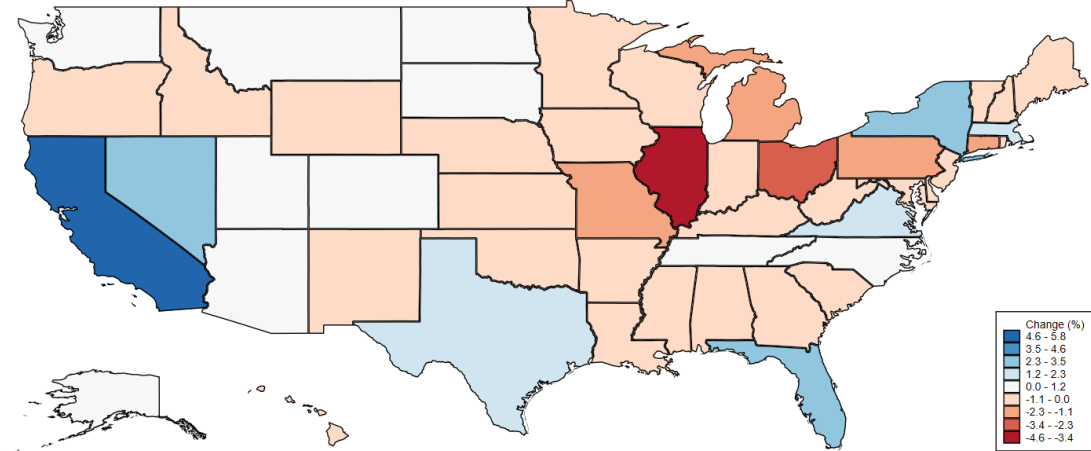 Change (%)
4.6 - 5.8
3.5 - 4.6
2.3 - 3.5
1.2 - 2.3
0.0 - 1.2
-1.1 - 0.0
-2.3 - -1.1
-3.4 - -2.3
-4.6 - -3.4